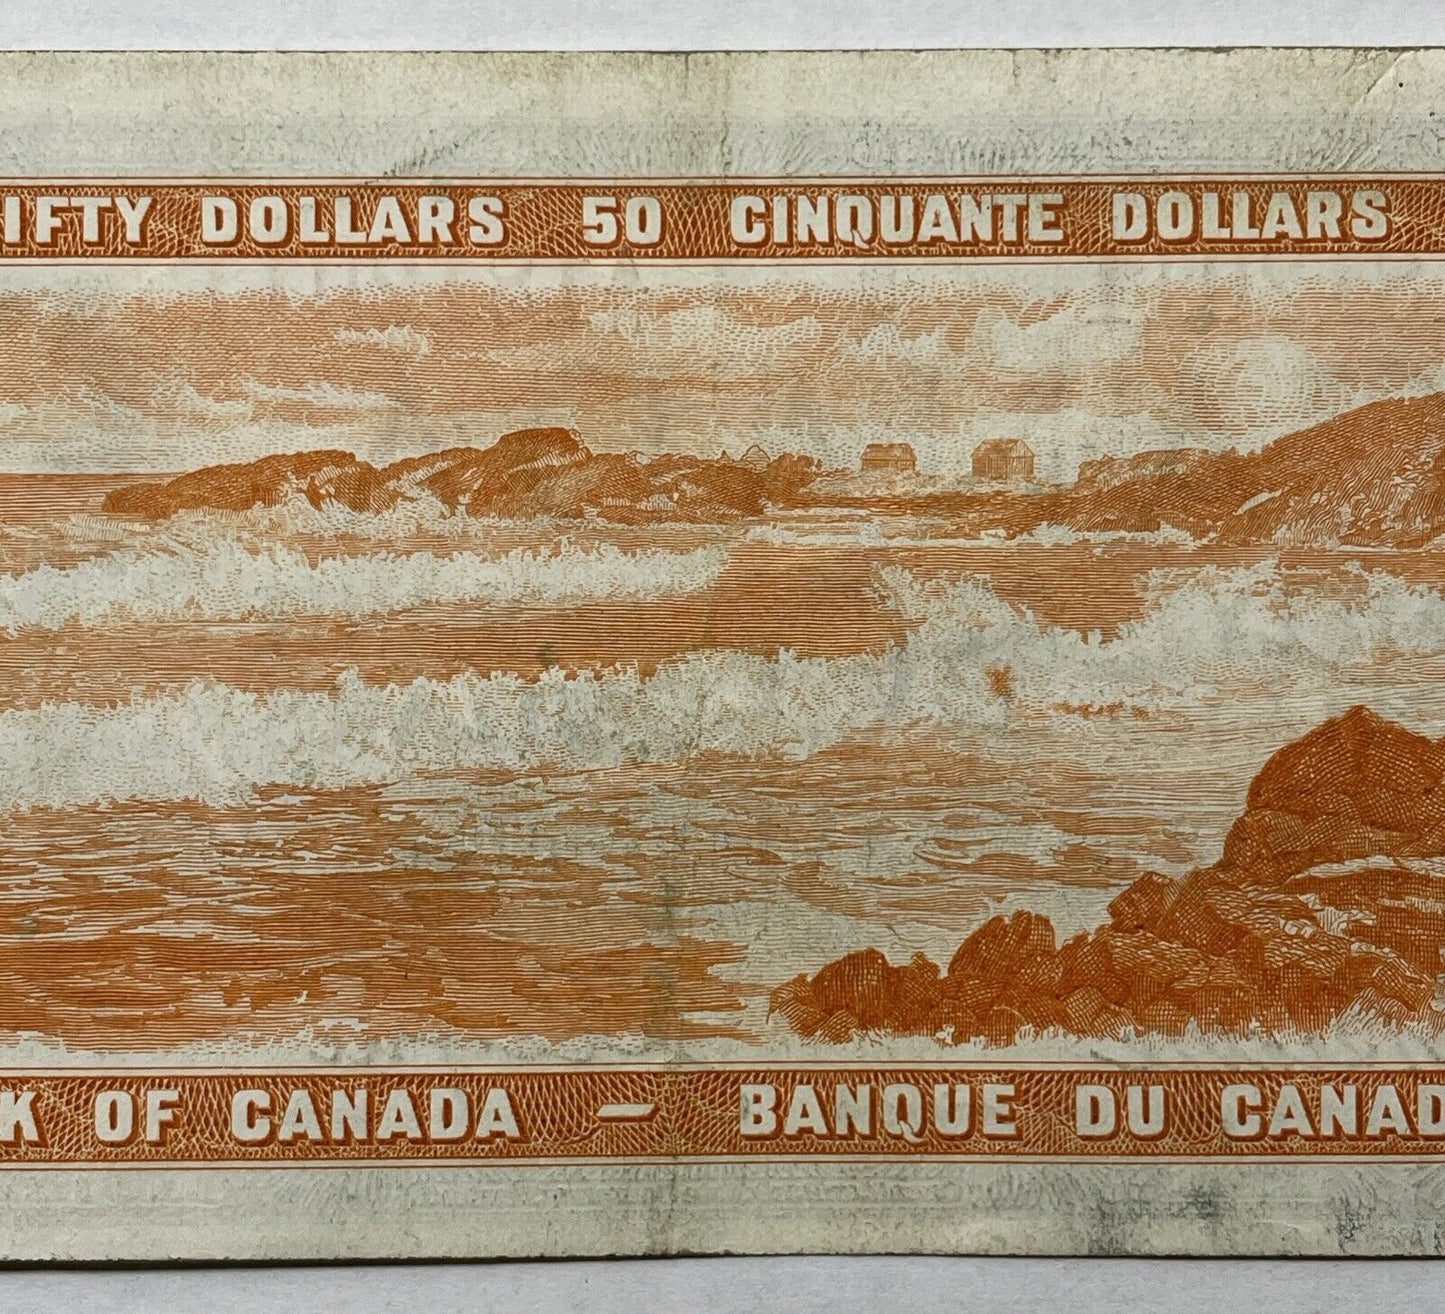 IFTY DOLLARS 50 CINQUANTE DOLLARS
K OF CANADA — BANQUE DU CANAD